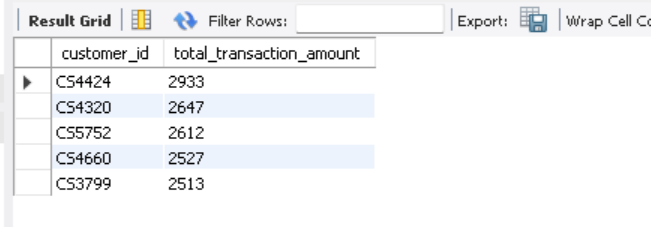 Result Grid Filter Rows: Export: Wrap Cell Co
customer_id total_transaction_amount
CS4424 2933
CS4320 2647
CS5752 2612
CS4660 2527
CS3799 2513